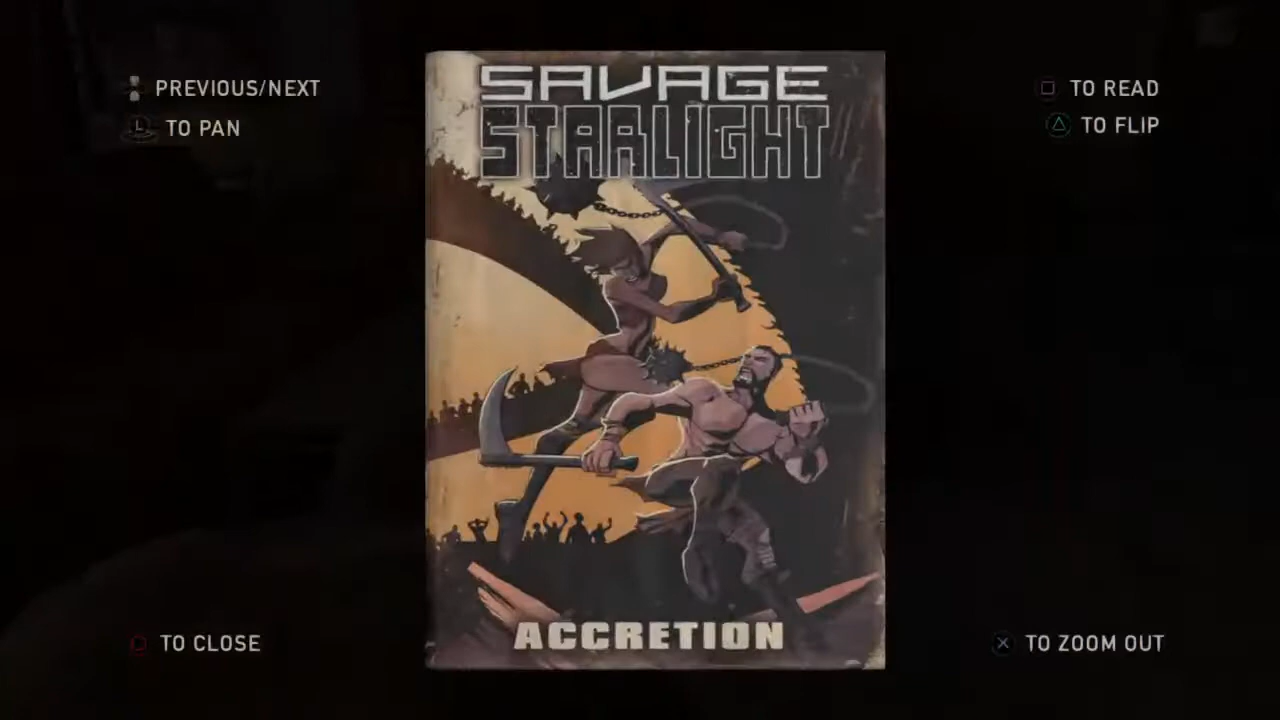 SAVAGE
STARLIGHT
PREVIOUS/NEXT
L TO PAN
TO READ
TO FLIP
ACCRETION
TO CLOSE
TO ZOOM OUT